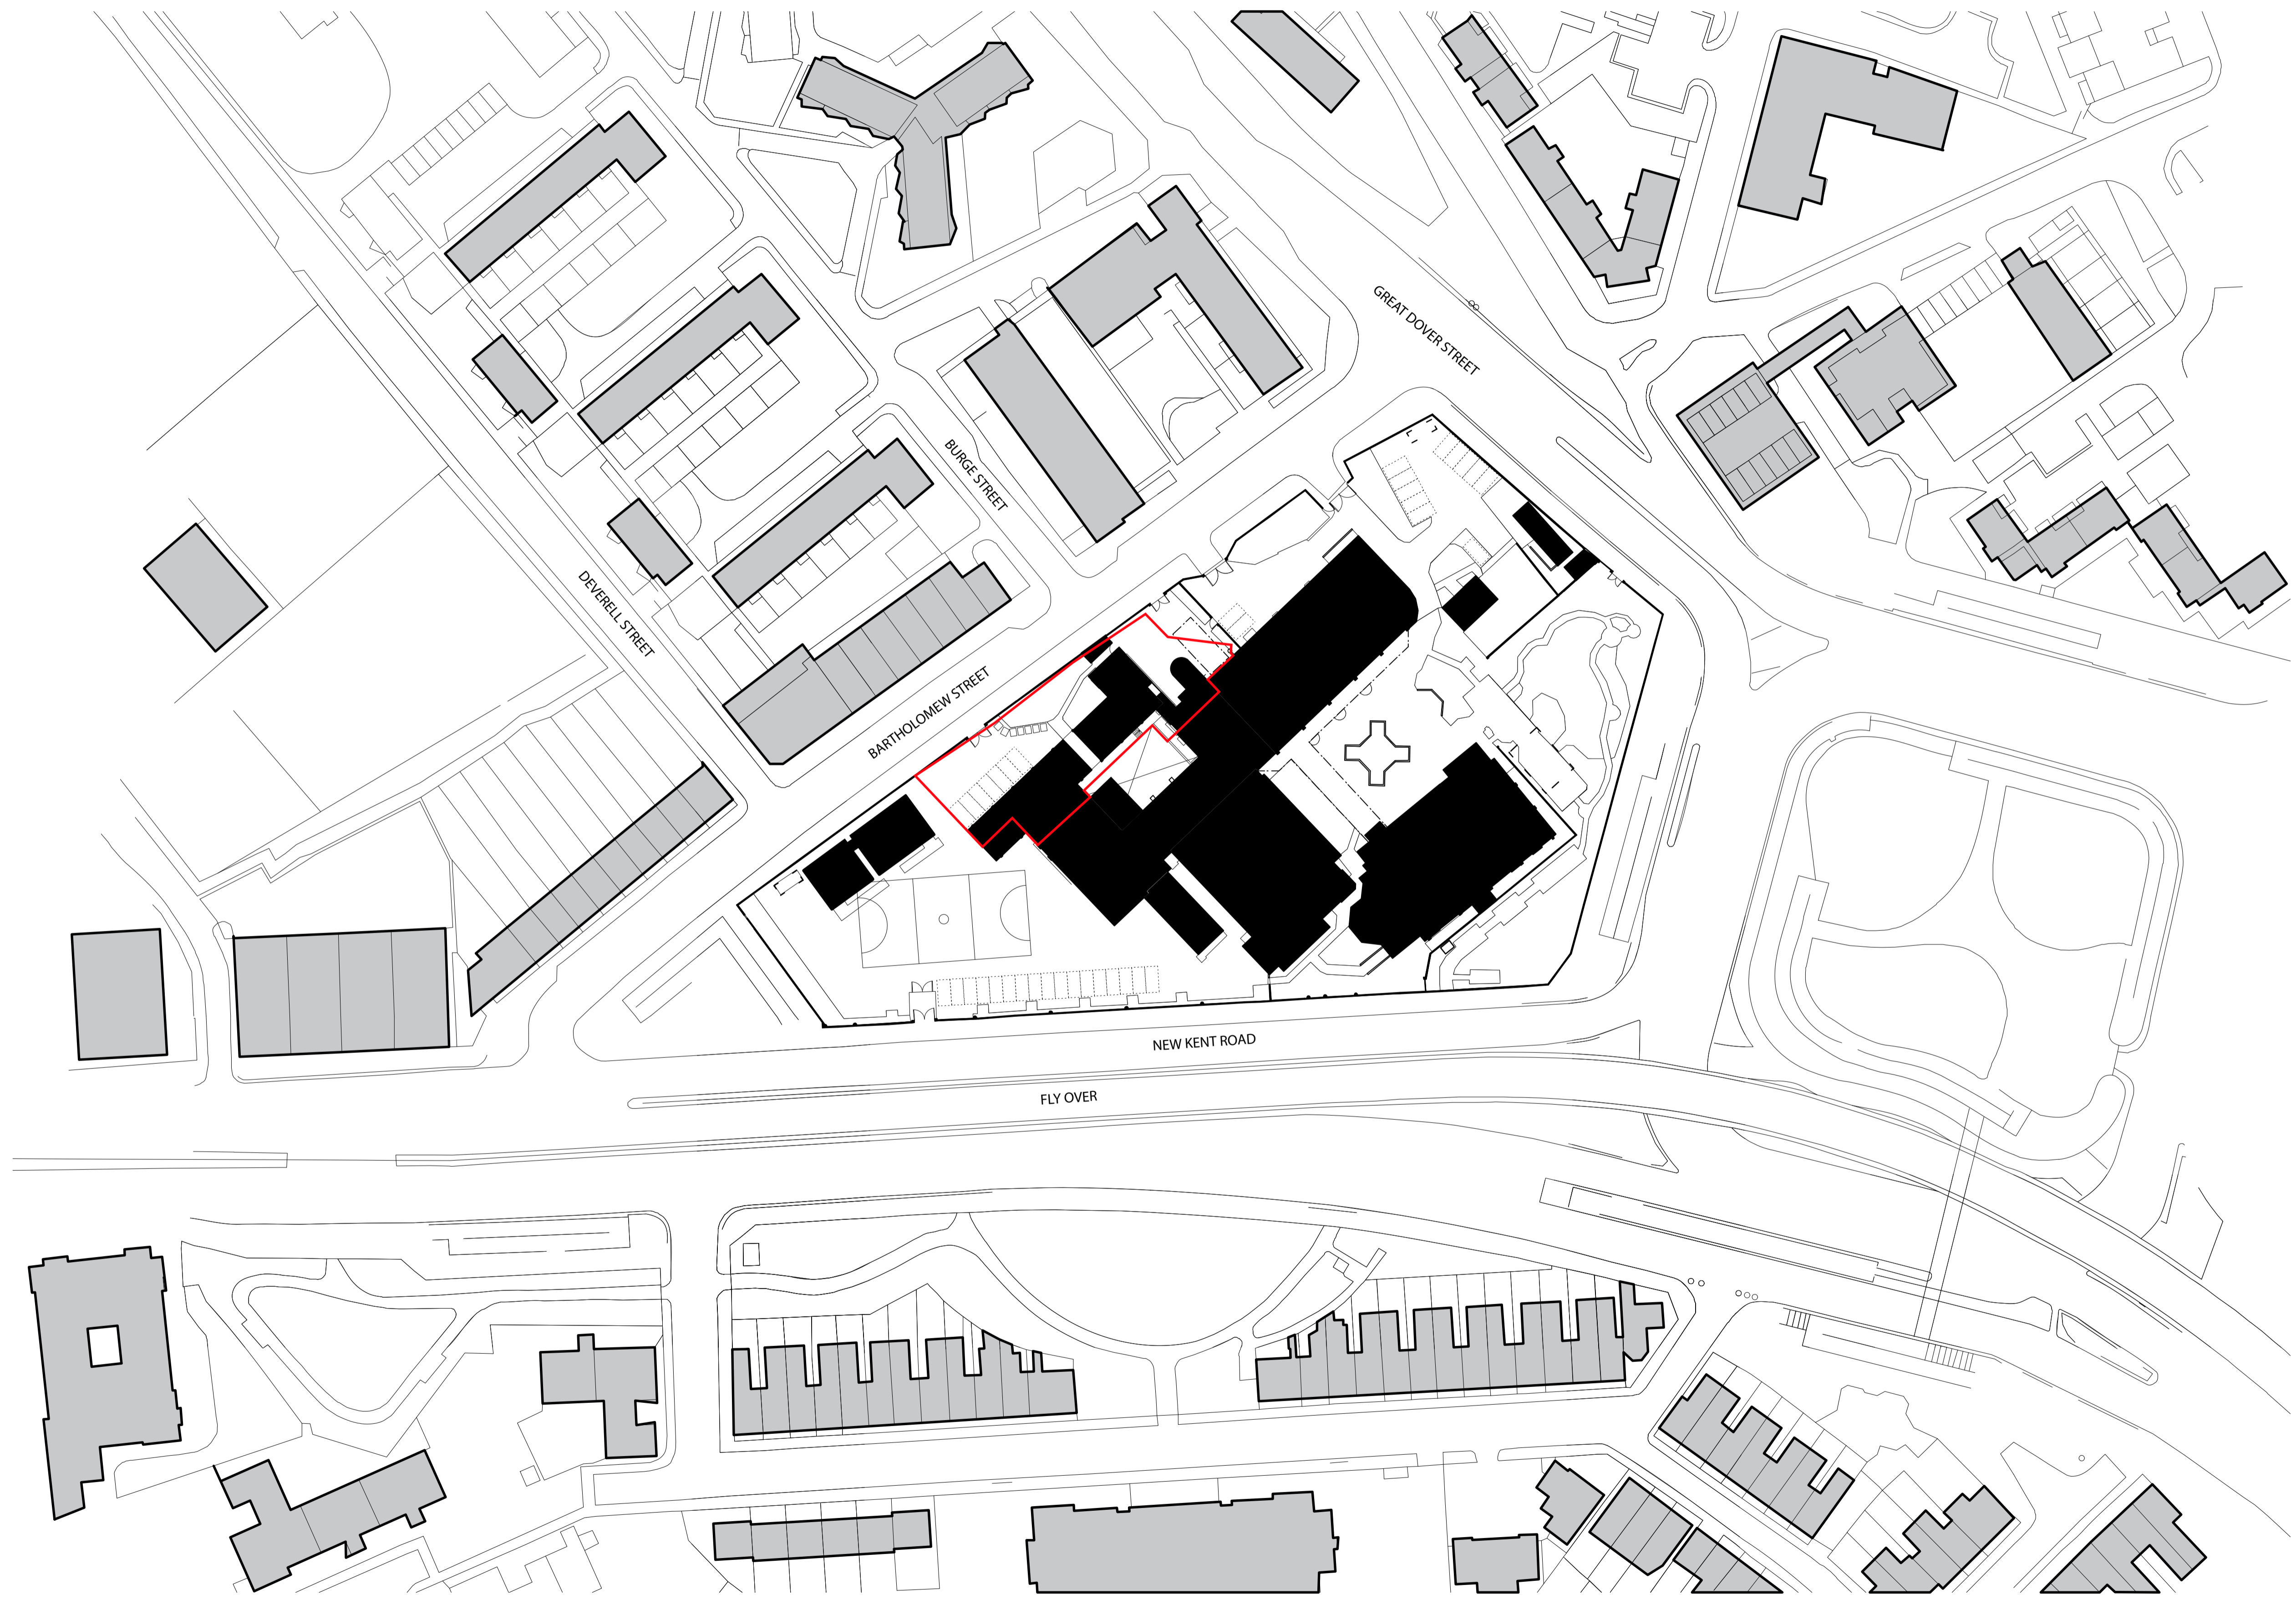 GREAT DOVER STREET
BURGE STREET
DEVERELL STREET
BARTHOLOMEW STREET
NEW KENT ROAD
FLY OVER